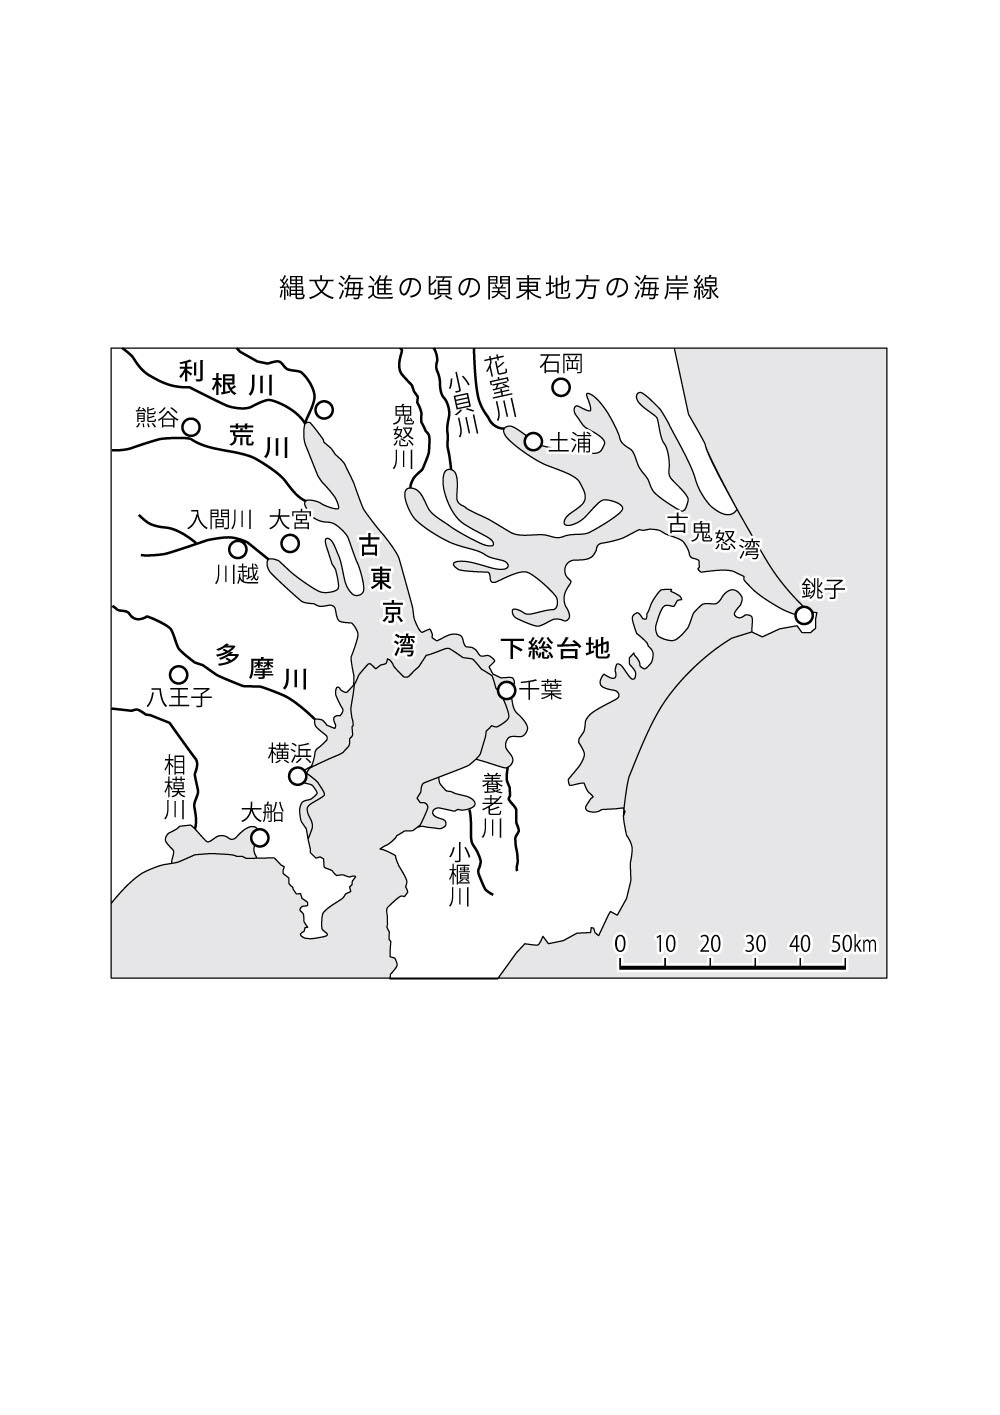 縄文海進の頃の関東地方の海岸線
利根川
熊谷
荒川
鬼怒川
小貝川
花室川
石岡
土浦
入間川
大宮
川越
古東京湾
古鬼怒湾
銚子
多摩川
下総台地
八王子
千葉
横浜
相模川
大船
養老川
小櫃川
0 10 20 30 40 50km